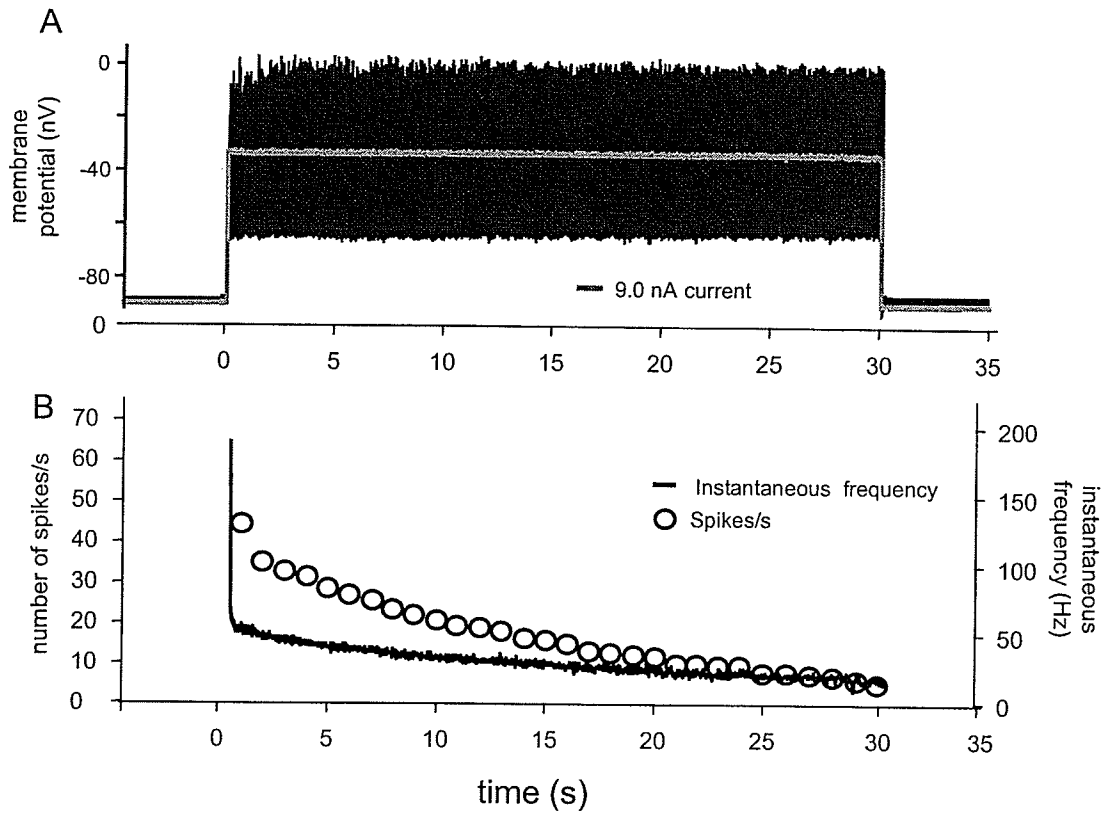 A
membrane
potential (nV)
0
-40
-80
0
9.0 nA current
0 5 10 15 20 25 30 35
B
number of spikes/s
70
60
50
40
30
20
10
0
Instantaneous frequency
Spikes/s
200
150
100
50
0
instantaneous
frequency (Hz)
0 5 10 15 20 25 30 35
time (s)